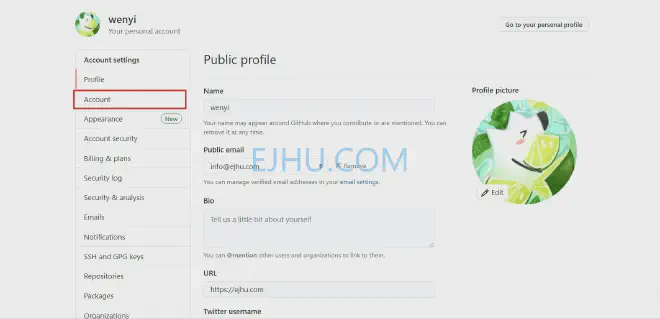 wenyi
Your personal account
Go to your personal profile
Account settings
Profile
Account
Appearance New
Account security
Billing & plans
Security log
Security & analysis
Emails
Notifications
SSH and GPG keys
Repositories
Packages
Organizations
Public profile
Name
wenyi
Your name may appear around GitHub where you contribute or are mentioned. You can
remove it at any time.
Public email
info@ejhu.com
Remove
You can manage verified email addresses in your email settings.
Bio
Tell us a little bit about yourself
You can @mention other users and organizations to link to them.
URL
https://ejhu.com
Twitter username
Profile picture
Edit
EJHU.COM